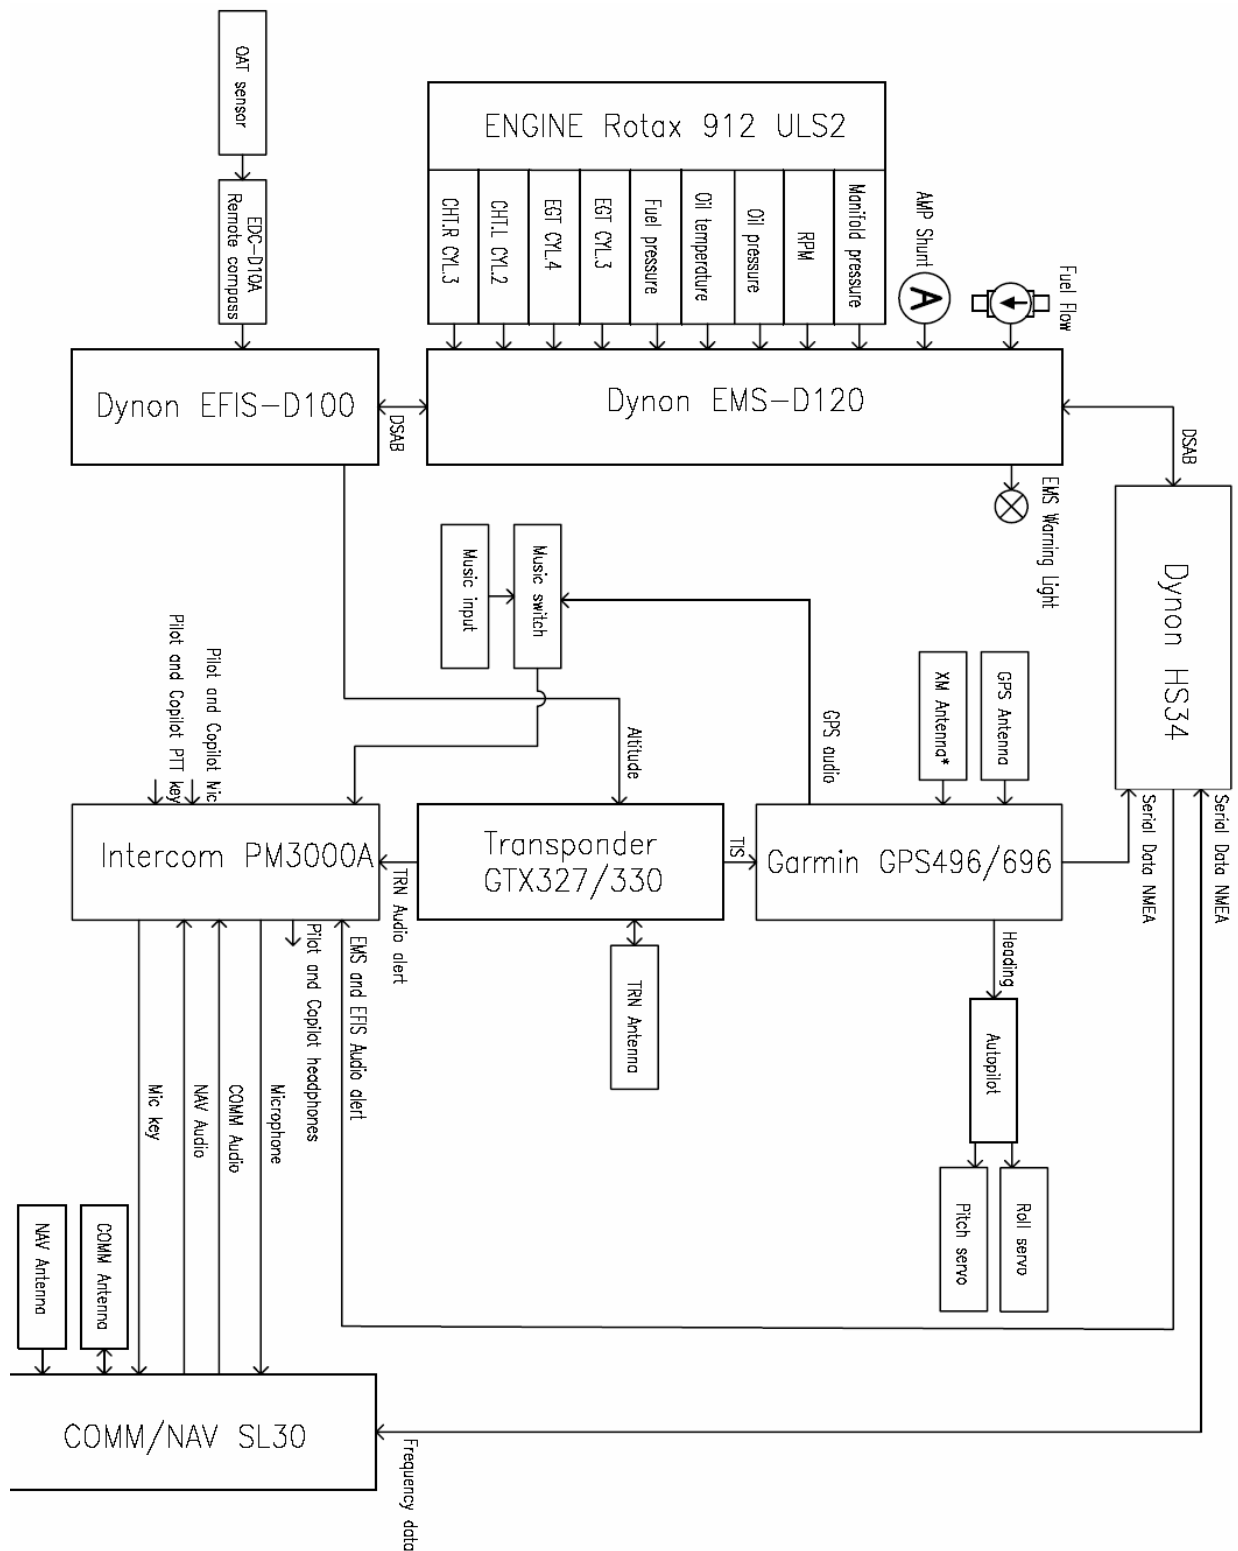 OAT sensor
EDC-D10A
Remote compass
ENGINE Rotax 912 ULS2
CHT.R CYL.3
CHT.L CYL.2
EGT CYL.4
EGT CYL.3
Fuel pressure
Oil temperature
Oil pressure
RPM
Manifold pressure
AMP Shunt
A
Fuel Flow
Dynon EFIS-D100
DSAB
Dynon EMS-D120
DSAB
EMS Warning Light
Dynon HS34
Music input
Music switch
XM Antenna*
GPS Antenna
Pilot and Copilot PTT key
Pilot and Copilot Mic
Altitude
GPS audio
Serial Data NMEA
Serial Data NMEA
Intercom PM3000A
TRN Audio alert
Transponder
GTX327/330
TIS
Garmin GPS496/696
Heading
Pilot and Copilot headphones
EMS and EFIS Audio alert
TRN Antenna
Autopilot
Mic key
NAV Audio
COMM Audio
Microphone
Pitch servo
Roll servo
NAV Antenna
COMM Antenna
COMM/NAV SL30
Frequency data